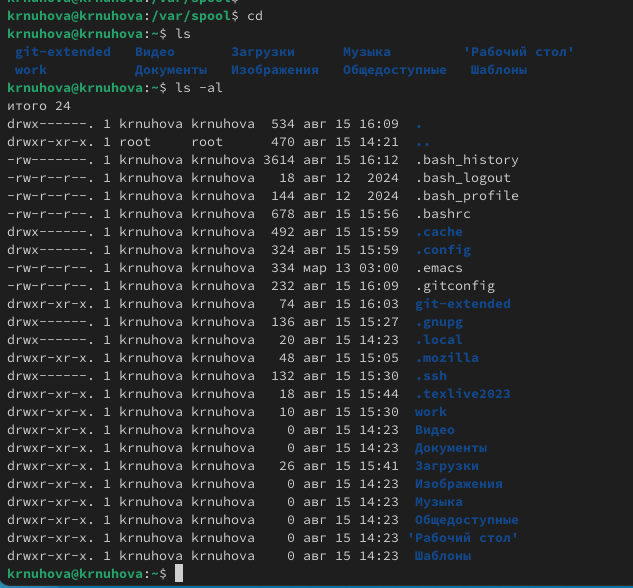 krnuhova@krnuhova:/var/spool$
krnuhova@krnuhova:/var/spool$ cd
krnuhova@krnuhova:~$ ls
git-extended Видео Загрузки Музыка 'Рабочий стол'
work Документы Изображения Общедоступные Шаблоны
krnuhova@krnuhova:~$ ls -al
итого 24
drwx------. 1 krnuhova krnuhova 534 авг 15 16:09 .
drwxr-xr-x. 1 root root 470 авг 15 14:21 ..
-rw-------. 1 krnuhova krnuhova 3614 авг 15 16:12 .bash_history
-rw-r--r--. 1 krnuhova krnuhova 18 авг 12 2024 .bash_logout
-rw-r--r--. 1 krnuhova krnuhova 144 авг 12 2024 .bash_profile
-rw-r--r--. 1 krnuhova krnuhova 678 авг 15 15:56 .bashrc
drwx------. 1 krnuhova krnuhova 492 авг 15 15:59 .cache
drwx------. 1 krnuhova krnuhova 324 авг 15 15:59 .config
-rw-r--r--. 1 krnuhova krnuhova 334 мар 13 03:00 .emacs
-rw-r--r--. 1 krnuhova krnuhova 232 авг 15 16:09 .gitconfig
drwxr-xr-x. 1 krnuhova krnuhova 74 авг 15 16:03 git-extended
drwx------. 1 krnuhova krnuhova 136 авг 15 15:27 .gnupg
drwx------. 1 krnuhova krnuhova 20 авг 15 14:23 .local
drwxr-xr-x. 1 krnuhova krnuhova 48 авг 15 15:05 .mozilla
drwx------. 1 krnuhova krnuhova 132 авг 15 15:30 .ssh
drwxr-xr-x. 1 krnuhova krnuhova 18 авг 15 15:44 .texlive2023
drwxr-xr-x. 1 krnuhova krnuhova 10 авг 15 15:30 work
drwxr-xr-x. 1 krnuhova krnuhova 0 авг 15 14:23 Видео
drwxr-xr-x. 1 krnuhova krnuhova 0 авг 15 14:23 Документы
drwxr-xr-x. 1 krnuhova krnuhova 26 авг 15 15:41 Загрузки
drwxr-xr-x. 1 krnuhova krnuhova 0 авг 15 14:23 Изображения
drwxr-xr-x. 1 krnuhova krnuhova 0 авг 15 14:23 Музыка
drwxr-xr-x. 1 krnuhova krnuhova 0 авг 15 14:23 Общедоступные
drwxr-xr-x. 1 krnuhova krnuhova 0 авг 15 14:23 'Рабочий стол'
drwxr-xr-x. 1 krnuhova krnuhova 0 авг 15 14:23 Шаблоны
krnuhova@krnuhova:~$